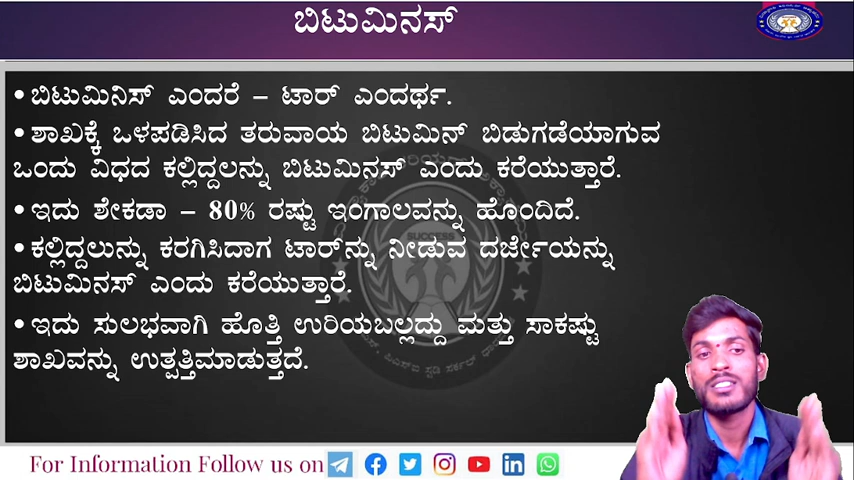 ಬಿಟುಮಿನಸ್
• ಬಿಟುಮಿನಿಸ್ ಎಂದರೆ – ಟಾರ್ ಎಂದರ್ಥ.
• ಶಾಖಕ್ಕೆ ಒಳಪಡಿಸಿದ ತರುವಾಯ ಬಿಟುಮಿನ್ ಬಿಡುಗಡೆಯಾಗುವ
ಒಂದು ವಿಧದ ಕಲ್ಲಿದ್ದಲನ್ನು ಬಿಟುಮಿನಸ್ ಎಂದು ಕರೆಯುತ್ತಾರೆ.
• ಇದು ಶೇಕಡಾ – 80% ರಷ್ಟು ಇಂಗಾಲವನ್ನು ಹೊಂದಿದೆ.
• ಕಲ್ಲಿದ್ದಲುನ್ನು ಕರಗಿಸಿದಾಗ ಟಾರ್‌ನ್ನು ನೀಡುವ ದರ್ಜೇಯನ್ನು
ಬಿಟುಮಿನಸ್ ಎಂದು ಕರೆಯುತ್ತಾರೆ.
• ಇದು ಸುಲಭವಾಗಿ ಹೊತ್ತಿ ಉರಿಯಬಲ್ಲದ್ದು ಮತ್ತು ಸಾಕಷ್ಟು
ಶಾಖವನ್ನು ಉತ್ಪತ್ತಿಮಾಡುತ್ತದೆ.
SUCCESS
For Information Follow us on